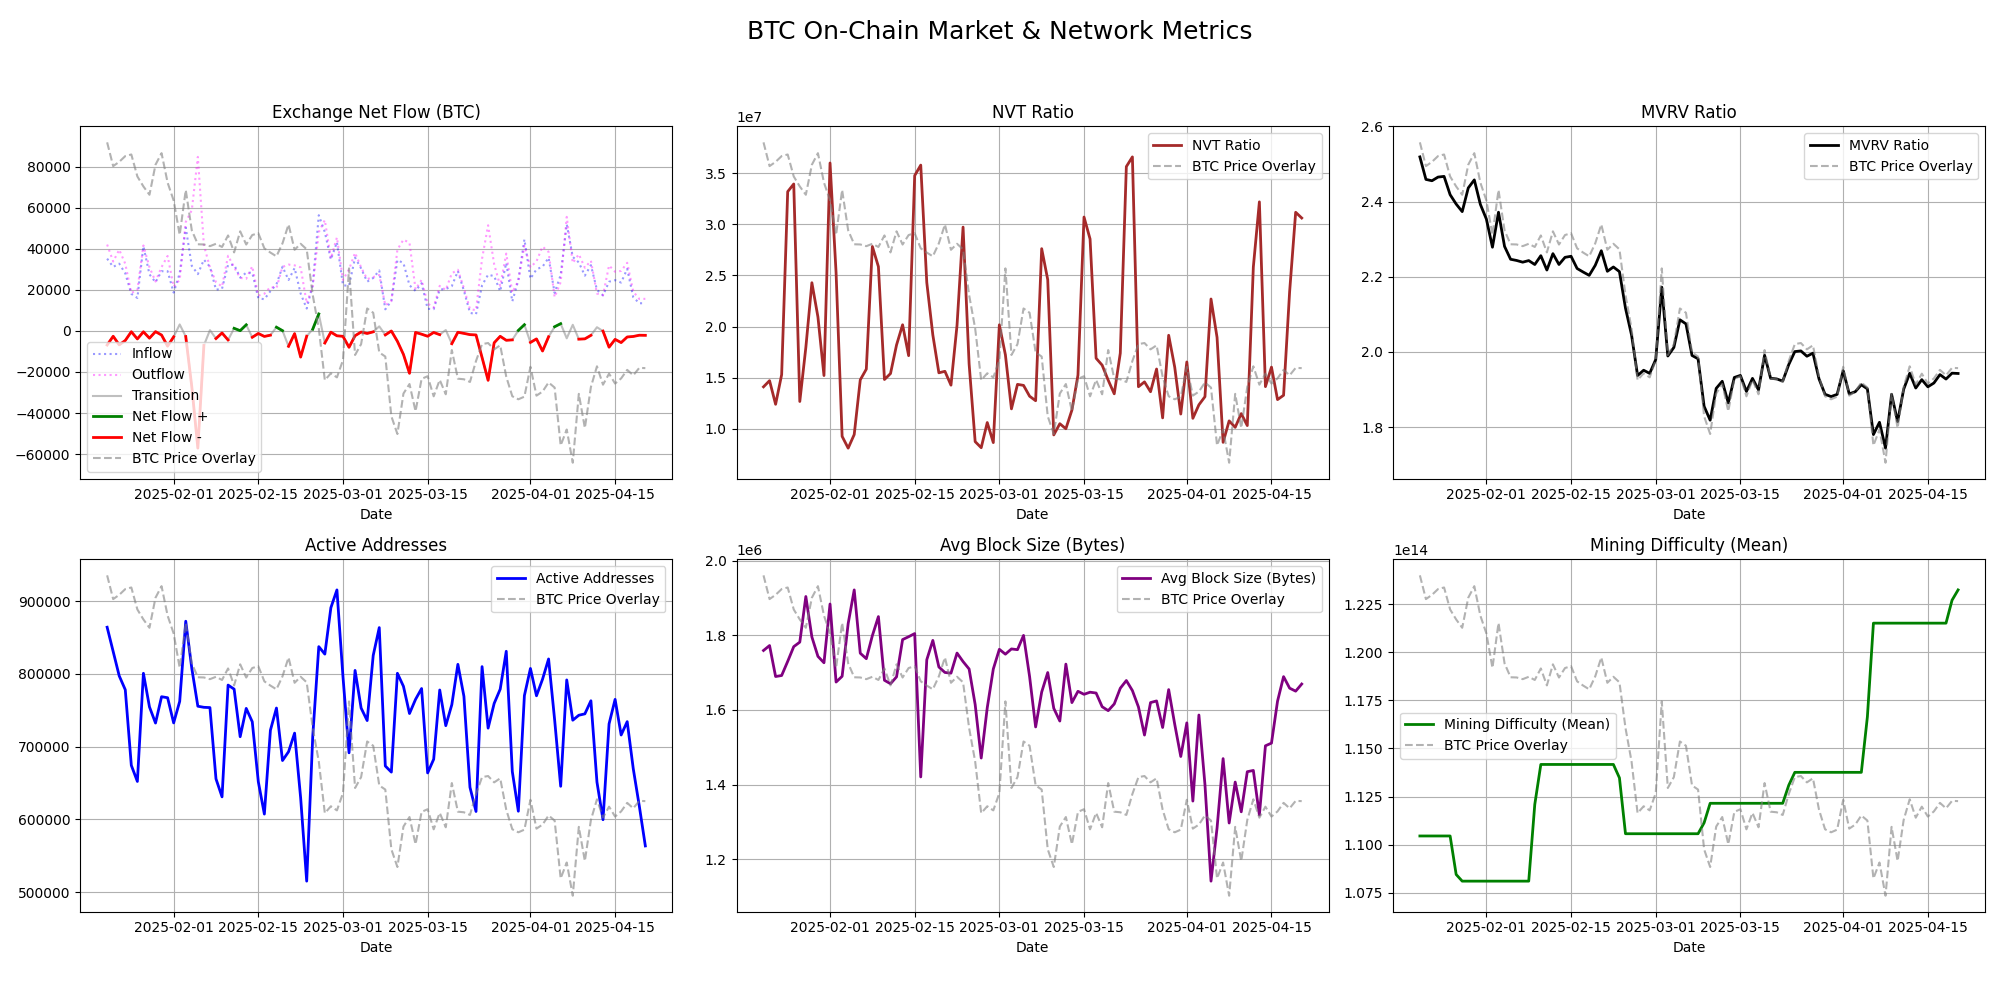 BTC On-Chain Market & Network Metrics
Exchange Net Flow (BTC)
80000
60000
40000
20000
0
−20000
−40000
−60000
Inflow
Outflow
Transition
Net Flow +
Net Flow -
BTC Price Overlay
2025-02-01 2025-02-15 2025-03-01 2025-03-15 2025-04-01 2025-04-15
Date
NVT Ratio
1e7
3.5
3.0
2.5
2.0
1.5
1.0
NVT Ratio
BTC Price Overlay
2025-02-01 2025-02-15 2025-03-01 2025-03-15 2025-04-01 2025-04-15
Date
MVRV Ratio
2.6
2.4
2.2
2.0
1.8
MVRV Ratio
BTC Price Overlay
2025-02-01 2025-02-15 2025-03-01 2025-03-15 2025-04-01 2025-04-15
Date
Active Addresses
900000
800000
700000
600000
500000
Active Addresses
BTC Price Overlay
2025-02-01 2025-02-15 2025-03-01 2025-03-15 2025-04-01 2025-04-15
Date
Avg Block Size (Bytes)
1e6
2.0
1.8
1.6
1.4
1.2
Avg Block Size (Bytes)
BTC Price Overlay
2025-02-01 2025-02-15 2025-03-01 2025-03-15 2025-04-01 2025-04-15
Date
Mining Difficulty (Mean)
1e14
1.225
1.200
1.175
1.150
1.125
1.100
1.075
Mining Difficulty (Mean)
BTC Price Overlay
2025-02-01 2025-02-15 2025-03-01 2025-03-15 2025-04-01 2025-04-15
Date